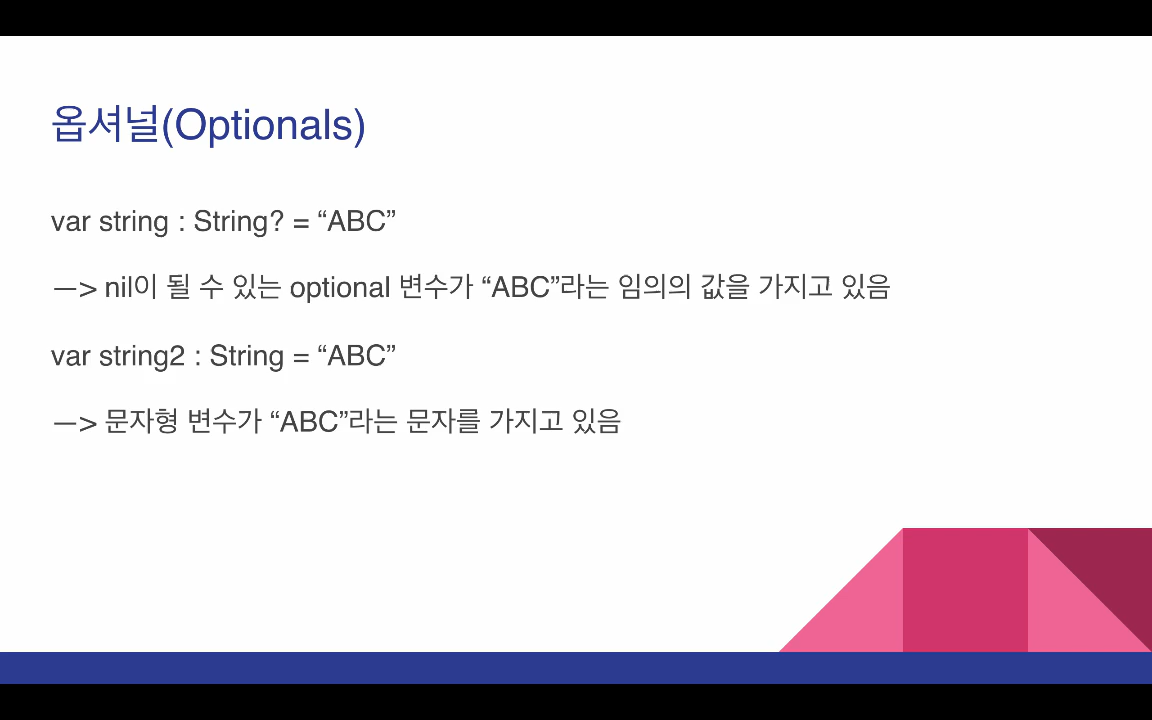 옵셔널(Optionals)
var string : String? = “ABC”
—> nil이 될 수 있는 optional 변수가 “ABC”라는 임의의 값을 가지고 있음
var string2 : String = “ABC”
—> 문자형 변수가 “ABC”라는 문자를 가지고 있음